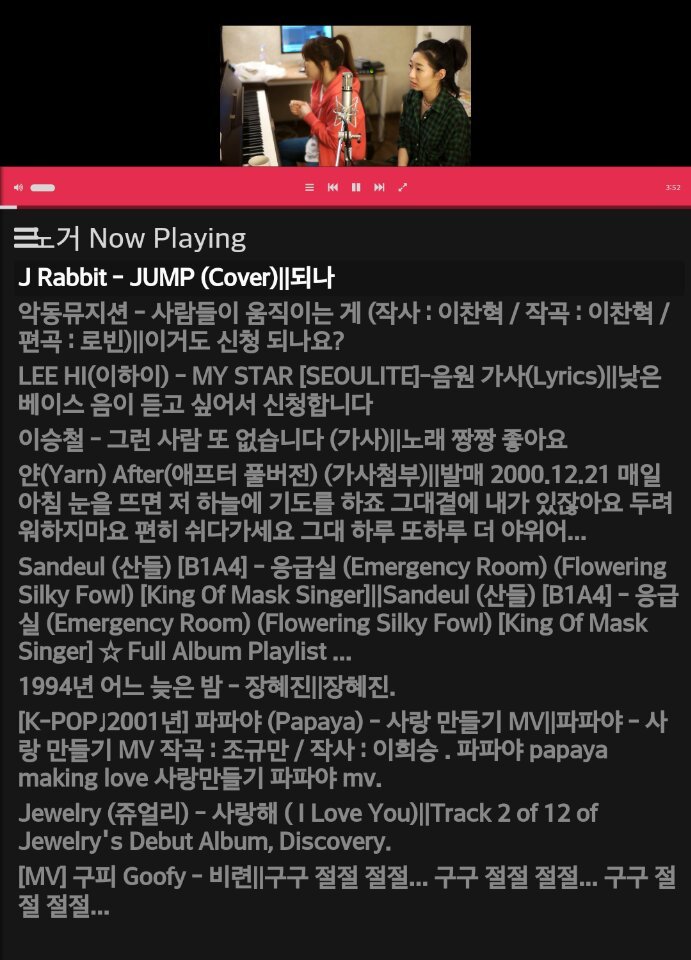 3:52
노거 Now Playing
J Rabbit - JUMP (Cover)||되나
악동뮤지션 - 사람들이 움직이는 게 (작사 : 이찬혁 / 작곡 : 이찬혁 /
편곡 : 로빈)||이거도 신청 되나요?
LEE HI(이하이) - MY STAR [SEOULITE]-음원 가사(Lyrics)||낮은
베이스 음이 듣고 싶어서 신청합니다
이승철 - 그런 사람 또 없습니다 (가사)||노래 짱짱 좋아요
얀(Yarn) After(애프터 풀버전) (가사첨부)||발매 2000.12.21 매일
아침 눈을 뜨면 저 하늘에 기도를 하죠 그대곁에 내가 있잖아요 두려
워하지마요 편히 쉬다가세요 그대 하루 또하루 더 야위어...
Sandeul (산들) [B1A4] - 응급실 (Emergency Room) (Flowering
Silky Fowl) [King Of Mask Singer]||Sandeul (산들) [B1A4] - 응급
실 (Emergency Room) (Flowering Silky Fowl) [King Of Mask
Singer] ☆ Full Album Playlist ...
1994년 어느 늦은 밤 - 장혜진||장혜진.
[K-POP」2001년] 파파야 (Papaya) - 사랑 만들기 MV||파파야 - 사
랑 만들기 MV 작곡 : 조규만 / 작사 : 이희승 . 파파야 papaya
making love 사랑만들기 파파야 mv.
Jewelry (쥬얼리) - 사랑해 ( I Love You)||Track 2 of 12 of
Jewelry's Debut Album, Discovery.
[MV] 구피 Goofy - 비련||구구 절절 절절... 구구 절절 절절... 구구 절
절 절절...